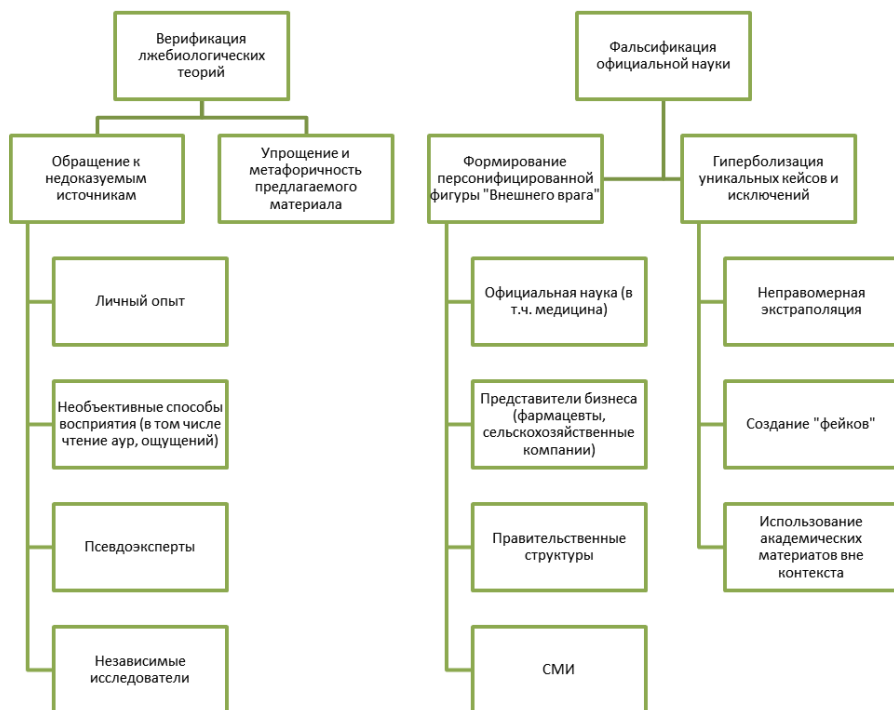 Верификация
лжебиологических
теорий
Фальсификация
официальной науки
Обращение к
недоказуемым
источникам
Упрощение и
метафоричность
предлагаемого
материала
Формирование
персонифицированной
фигуры "Внешнего врага"
Гиперболизация
уникальных кейсов и
исключений
Личный опыт
Официальная наука (в
т.ч. медицина)
Неправомерная
экстраполяция
Необъективные способы
восприятия (в том числе
чтение аур, ощущений)
Представители бизнеса
(фармацевты,
сельскохозяйственные
компании)
Создание "фейков"
Псевдоэксперты
Правительственные
структуры
Использование
академических
материатов вне
контекста
Независимые
исследователи
СМИ